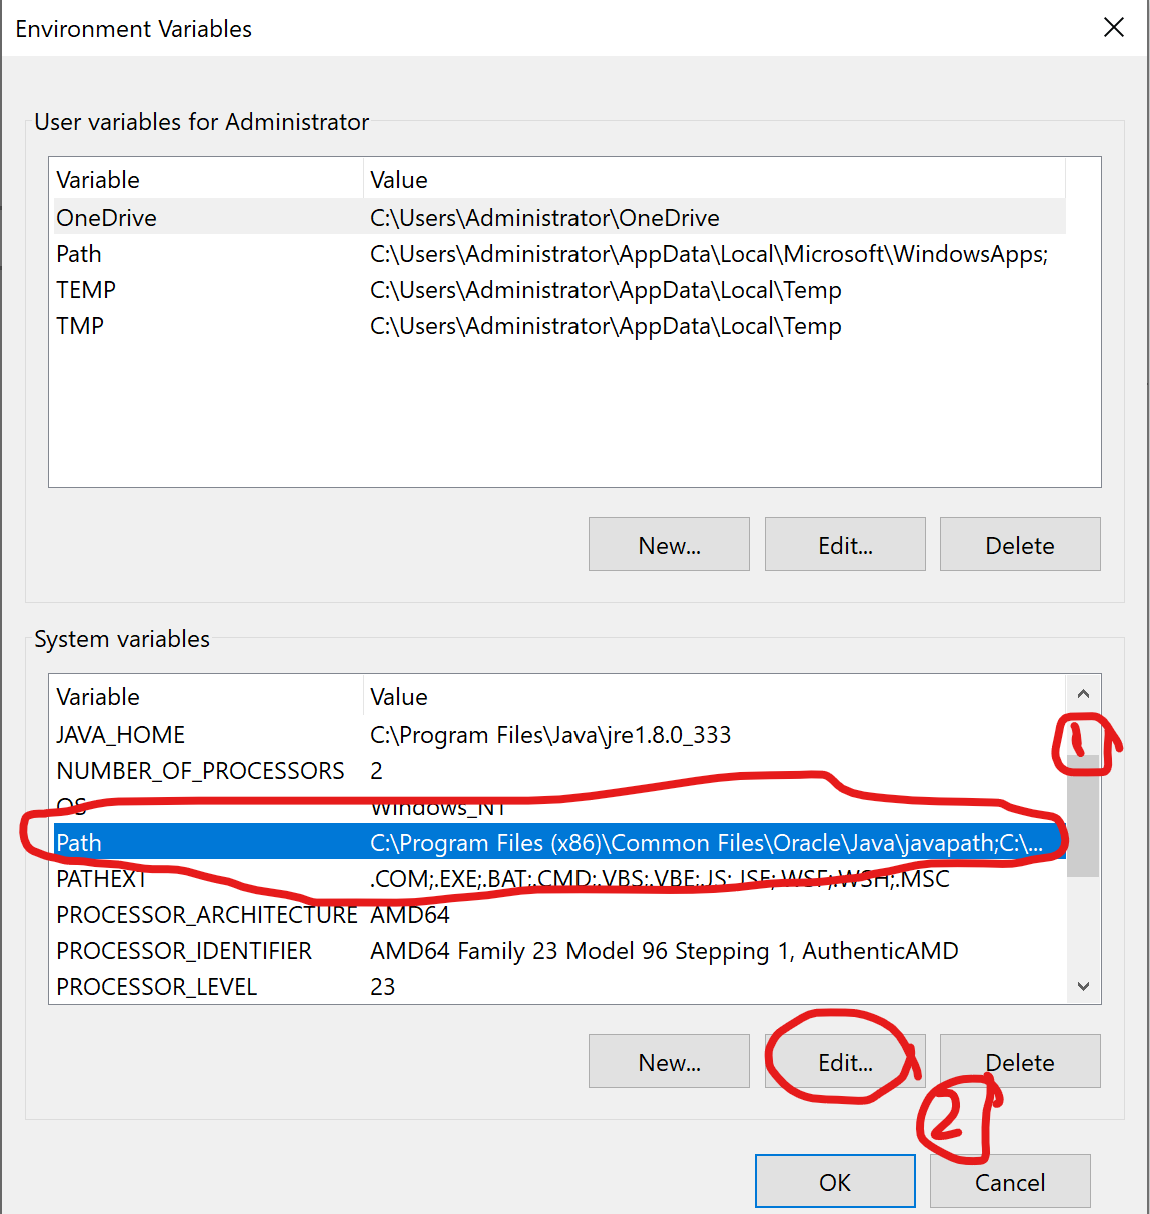 Environment Variables
User variables for Administrator
Variable Value
OneDrive C:\Users\Administrator\OneDrive
Path C:\Users\Administrator\AppData\Local\Microsoft\WindowsApps;
TEMP C:\Users\Administrator\AppData\Local\Temp
TMP C:\Users\Administrator\AppData\Local\Temp
New... Edit... Delete
System variables
Variable Value
JAVA_HOME C:\Program Files\Java\jre1.8.0_333
1
NUMBER_OF_PROCESSORS 2
OS Windows_NT
Path C:\Program Files (x86)\Common Files\Oracle\Java\javapath;C:\...
PATHEXT .COM;.EXE;.BAT;.CMD;.VBS;.VBE;.JS;.JSE;.WSF;.WSH;.MSC
PROCESSOR_ARCHITECTURE AMD64
PROCESSOR_IDENTIFIER AMD64 Family 23 Model 96 Stepping 1, AuthenticAMD
PROCESSOR_LEVEL 23
New... Edit... Delete
2
OK Cancel